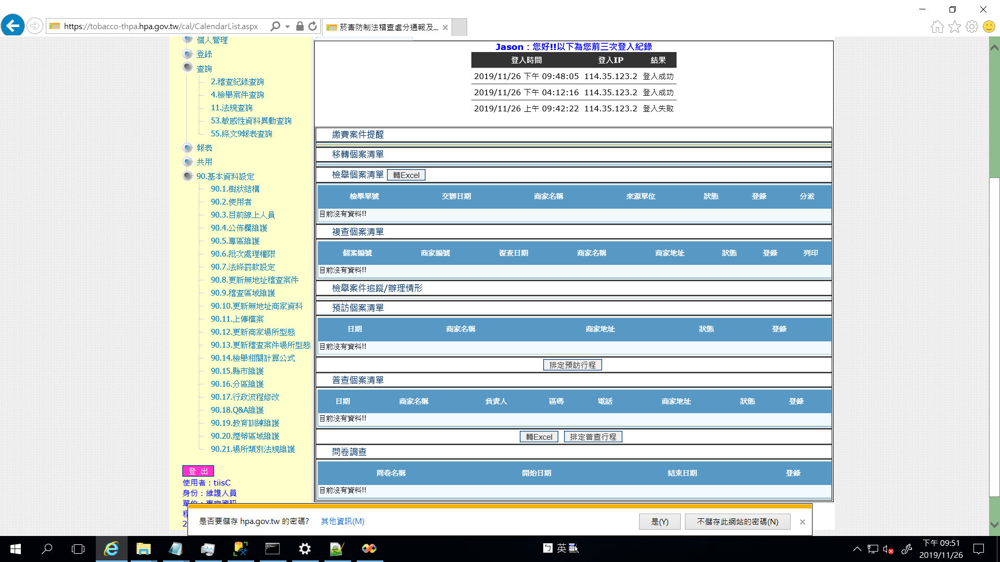 https://tobacco-thpa.hpa.gov.tw/cal/CalendarList.aspx
菸害防制法稽查處分通報及...
個人管理
登錄
查詢
2.稽查紀錄查詢
4.檢舉案件查詢
11.法規查詢
53.敏感性資料異動查詢
55.條文9報表查詢
報表
共用
90.基本資料設定
90.1.樹狀結構
90.2.使用者
90.3.目前線上人員
90.4.公佈欄維護
90.5.專區維護
90.6.批次處理權限
90.7.法條罰款設定
90.8.更新無地址稽查案件
90.9.稽查區域維護
90.10.更新無地址商家資料
90.11.上傳檔案
90.12.更新商家場所型態
90.13.更新稽查案件場所型態
90.14.檢舉相關計算公式
90.15.縣市維護
90.16.分區維護
90.17.行政流程修改
90.18.Q&A維護
90.19.教育訓練維護
90.20.煙蒂區域維護
90.21.場所類別法規維護
登 出
使用者：tiisC
身份：維護人員
Jason：您好!!以下為您前三次登入紀錄
登入時間 登入IP 結果
2019/11/26 下午 09:48:05 114.35.123.2 登入成功
2019/11/26 下午 04:12:16 114.35.123.2 登入成功
2019/11/26 上午 09:42:22 114.35.123.2 登入失敗
繳費案件提醒
移轉個案清單
檢舉個案清單 轉Excel
檢舉單號 交辦日期 商家名稱 來源單位 狀態 登錄 分派
目前沒有資料!!
複查個案清單
個案編號 商家編號 複查日期 商家名稱 商家地址 狀態 登錄 列印
目前沒有資料!!
檢舉案件追蹤/辦理情形
預訪個案清單
日期 商家名稱 商家地址 狀態 登錄
目前沒有資料!!
排定預訪行程
普查個案清單
日期 商家名稱 負責人 區碼 電話 商家地址 狀態 登錄
目前沒有資料!!
轉Excel 排定普查行程
問卷調查
問卷名稱 開始日期 結束日期 登錄
目前沒有資料!!
是否要儲存 hpa.gov.tw 的密碼? 其他資訊(M) 是(Y) 不儲存此網站的密碼(N)
ㄅ 英
下午 09:51
2019/11/26